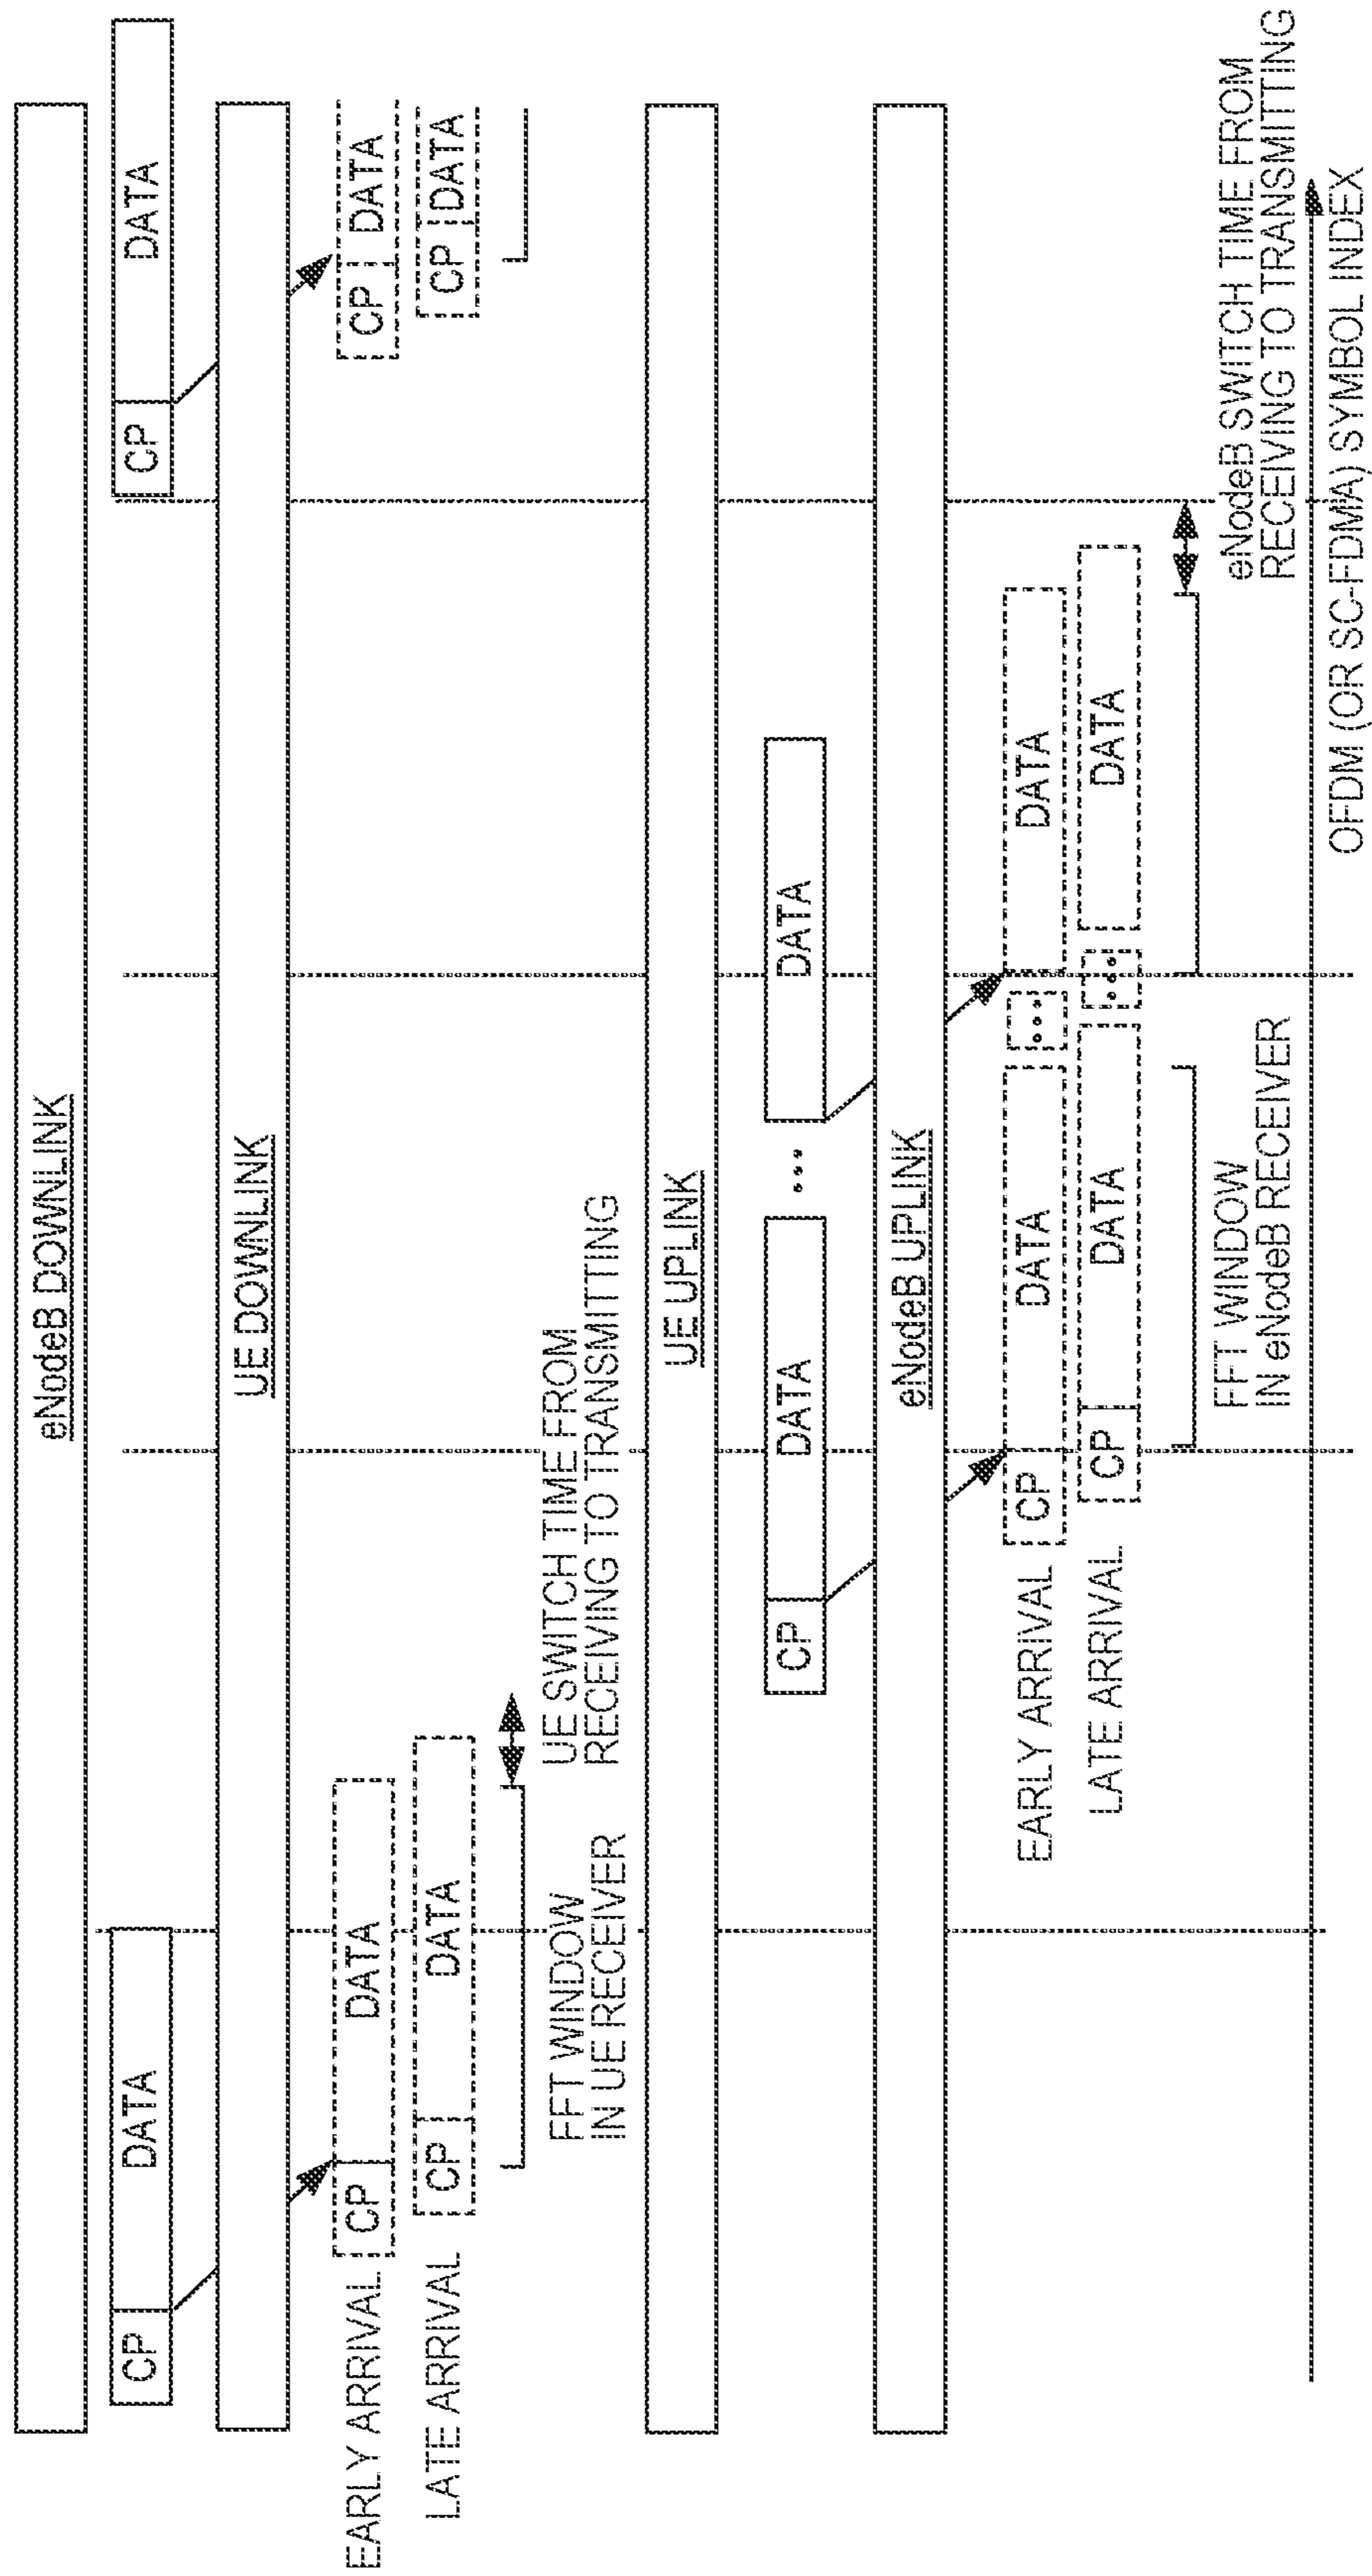 eNodeB DOWNLINK
CP
DATA
CP
DATA
UE DOWNLINK
EARLY ARRIVAL
CP
DATA
CP
DATA
LATE ARRIVAL
CP
DATA
CP
DATA
FFT WINDOW
IN UE RECEIVER
UE SWITCH TIME FROM
RECEIVING TO TRANSMITTING
UE UPLINK
CP
DATA
...
DATA
eNodeB UPLINK
EARLY ARRIVAL
CP
DATA
...
DATA
LATE ARRIVAL
CP
DATA
...
DATA
FFT WINDOW
IN eNodeB RECEIVER
eNodeB SWITCH TIME FROM
RECEIVING TO TRANSMITTING
OFDM (OR SC-FDMA) SYMBOL INDEX